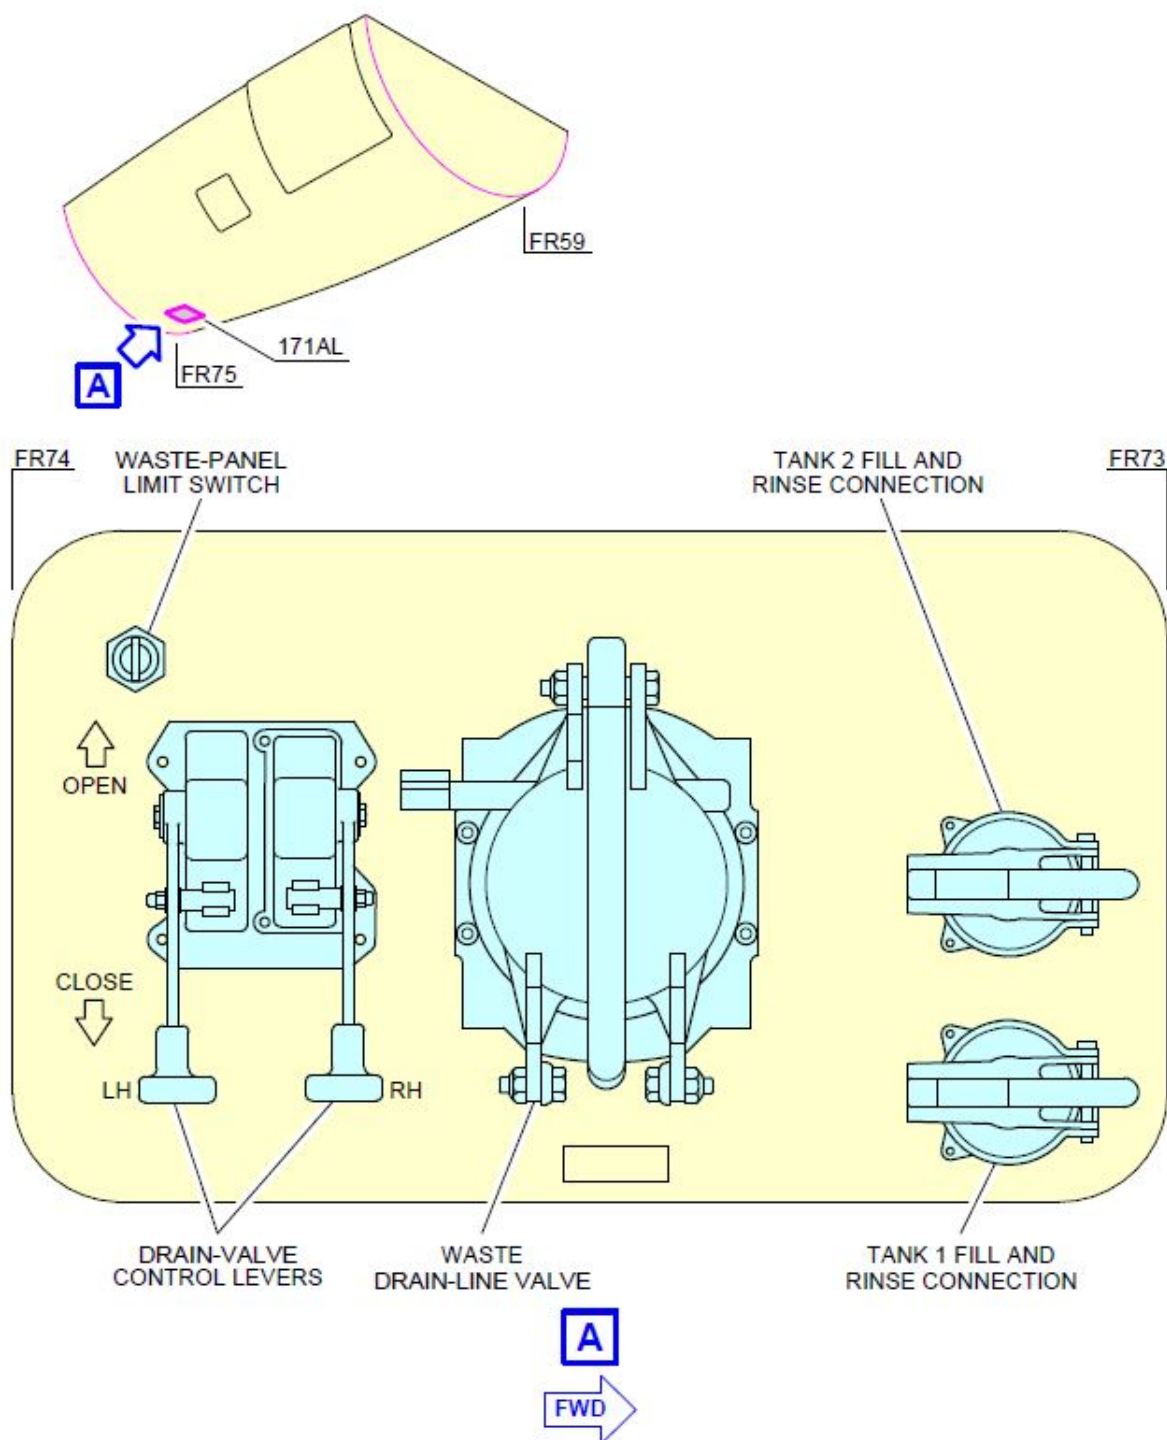 FR59
171AL
FR75
A
FR74
WASTE-PANEL
LIMIT SWITCH
TANK 2 FILL AND
RINSE CONNECTION
FR73
OPEN
CLOSE
LH
RH
DRAIN-VALVE
CONTROL LEVERS
WASTE
DRAIN-LINE VALVE
TANK 1 FILL AND
RINSE CONNECTION
A
FWD